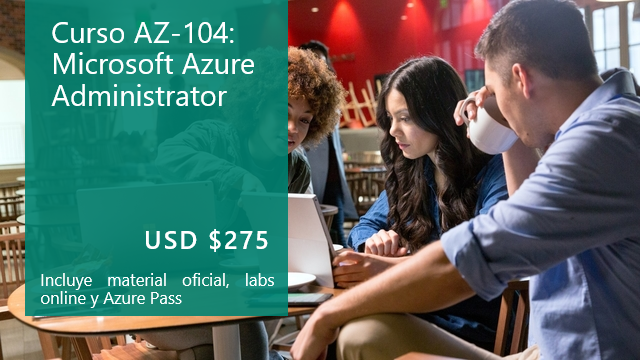 Curso AZ-104:
Microsoft Azure
Administrator
USD $275
Incluye material oficial, labs
online y Azure Pass